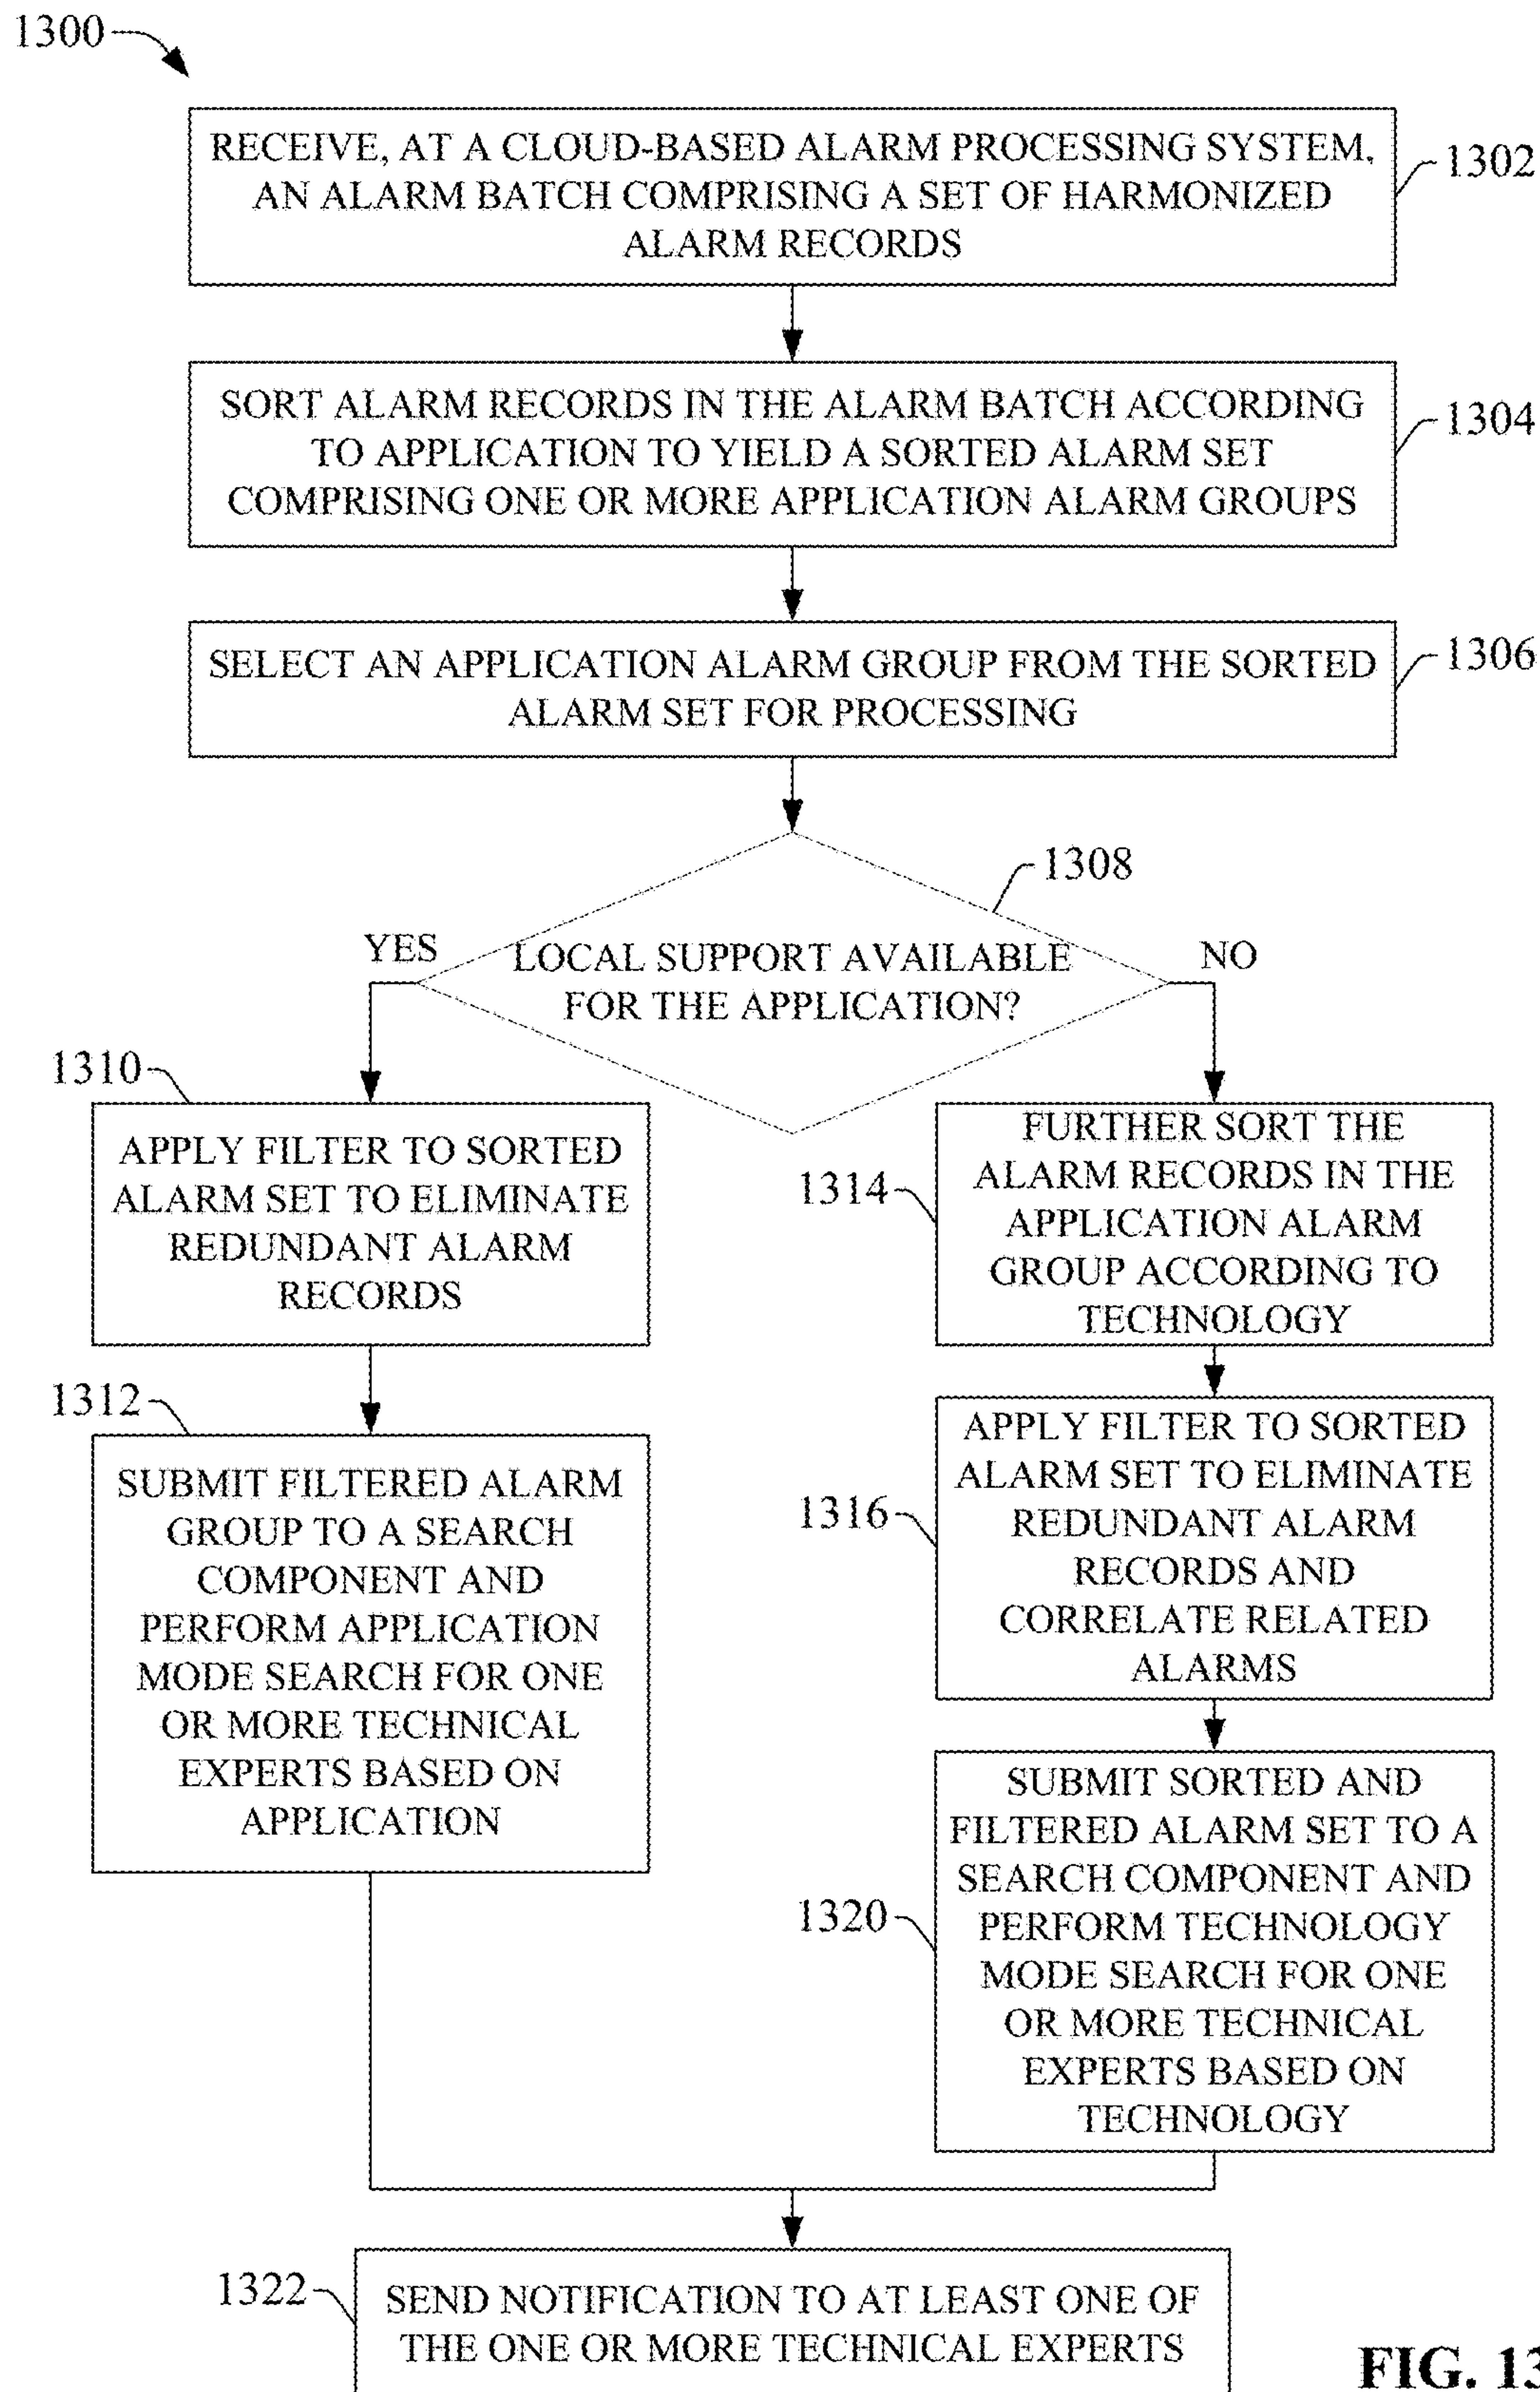 1300
RECEIVE, AT A CLOUD-BASED ALARM PROCESSING SYSTEM,
AN ALARM BATCH COMPRISING A SET OF HARMONIZED
ALARM RECORDS
1302
SORT ALARM RECORDS IN THE ALARM BATCH ACCORDING
TO APPLICATION TO YIELD A SORTED ALARM SET
COMPRISING ONE OR MORE APPLICATION ALARM GROUPS
1304
SELECT AN APPLICATION ALARM GROUP FROM THE SORTED
ALARM SET FOR PROCESSING
1306
1308
YES
LOCAL SUPPORT AVAILABLE
FOR THE APPLICATION?
NO
1310
APPLY FILTER TO SORTED
ALARM SET TO ELIMINATE
REDUNDANT ALARM
RECORDS
1312
SUBMIT FILTERED ALARM
GROUP TO A SEARCH
COMPONENT AND
PERFORM APPLICATION
MODE SEARCH FOR ONE
OR MORE TECHNICAL
EXPERTS BASED ON
APPLICATION
1314
FURTHER SORT THE
ALARM RECORDS IN THE
APPLICATION ALARM
GROUP ACCORDING TO
TECHNOLOGY
1316
APPLY FILTER TO SORTED
ALARM SET TO ELIMINATE
REDUNDANT ALARM
RECORDS AND
CORRELATE RELATED
ALARMS
1320
SUBMIT SORTED AND
FILTERED ALARM SET TO A
SEARCH COMPONENT AND
PERFORM TECHNOLOGY
MODE SEARCH FOR ONE
OR MORE TECHNICAL
EXPERTS BASED ON
TECHNOLOGY
1322
SEND NOTIFICATION TO AT LEAST ONE OF
THE ONE OR MORE TECHNICAL EXPERTS
FIG. 13